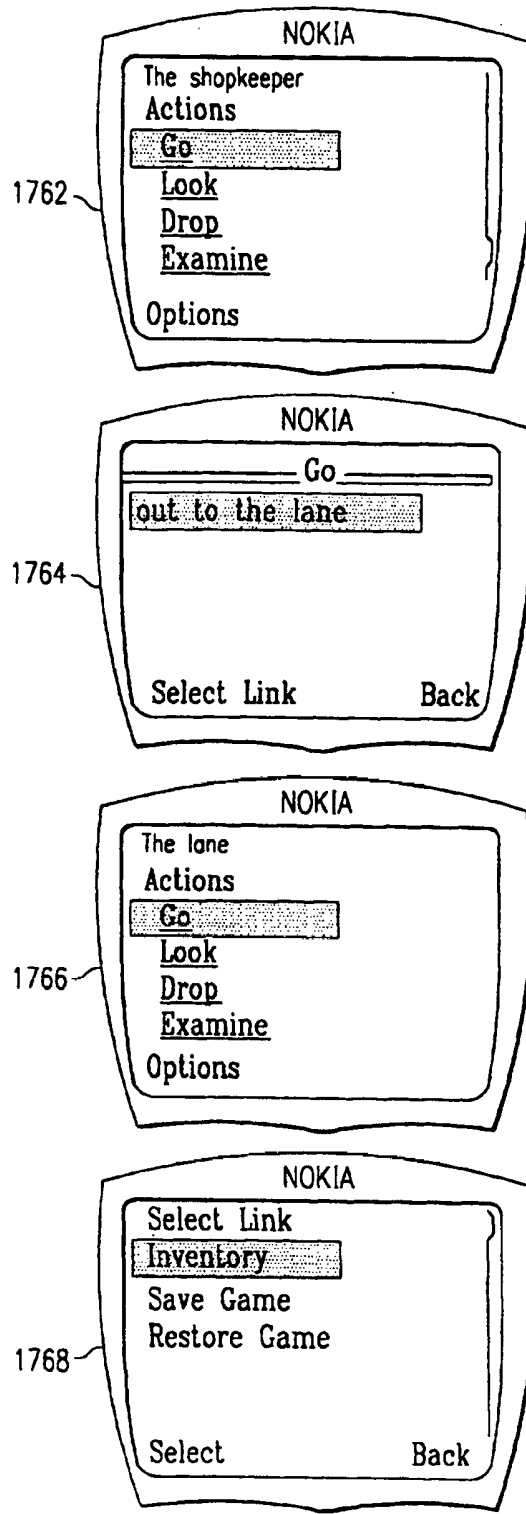 NOKIA
The shopkeeper
Actions
Go
Look
Drop
Examine
Options
1762
NOKIA
Go
out to the lane
Select Link Back
1764
NOKIA
The lane
Actions
Go
Look
Drop
Examine
Options
1766
NOKIA
Select Link
Inventory
Save Game
Restore Game
Select Back
1768